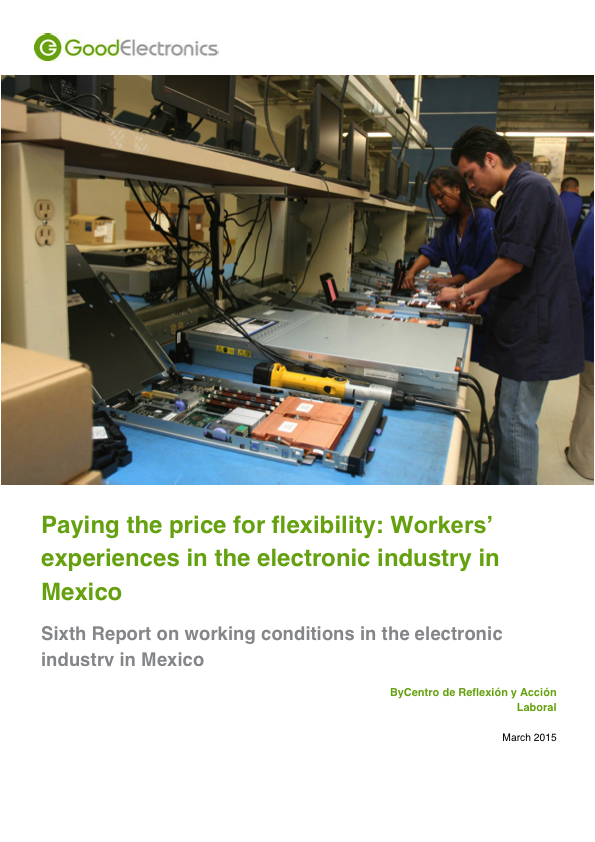 GoodElectronics
Paying the price for flexibility: Workers’
experiences in the electronic industry in
Mexico
Sixth Report on working conditions in the electronic
industry in Mexico
ByCentro de Reflexión y Acción
Laboral
March 2015